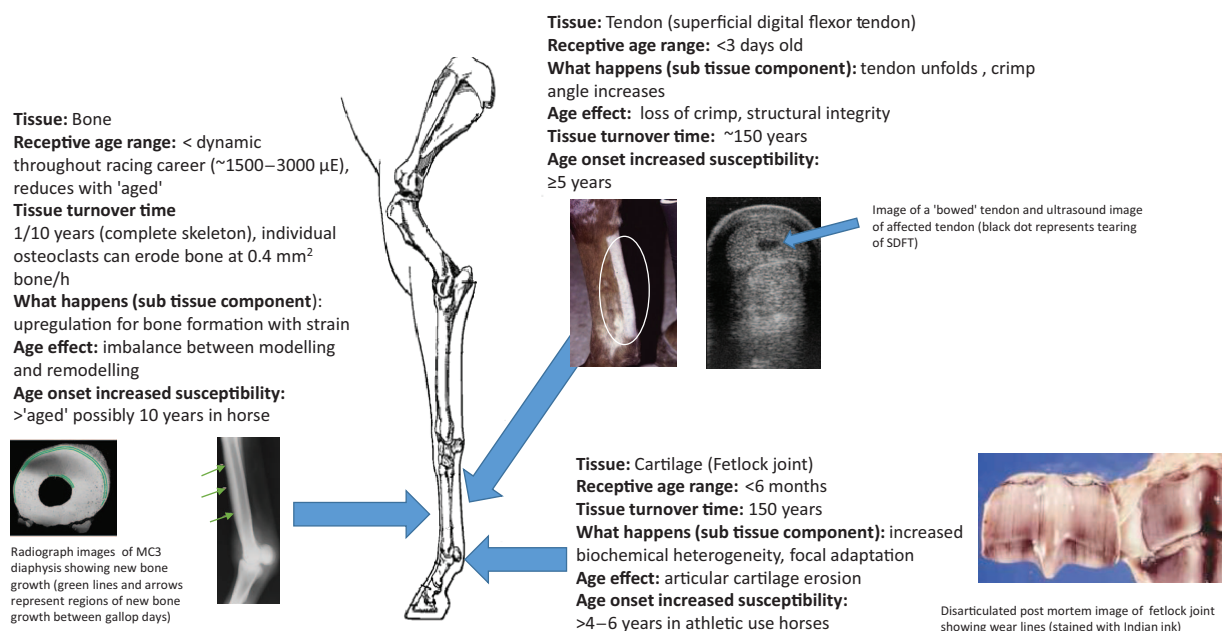 Tissue: Tendon (superficial digital flexor tendon)
Receptive age range: <3 days old
What happens (sub tissue component): tendon unfolds , crimp
angle increases
Age effect: loss of crimp, structural integrity
Tissue turnover time: ~150 years
Age onset increased susceptibility:
≥5 years
Image of a 'bowed' tendon and ultrasound image
of affected tendon (black dot represents tearing
of SDFT)
Tissue: Bone
Receptive age range: < dynamic
throughout racing career (~1500–3000 µE),
reduces with 'aged'
Tissue turnover time
1/10 years (complete skeleton), individual
osteoclasts can erode bone at 0.4 mm²
bone/h
What happens (sub tissue component):
upregulation for bone formation with strain
Age effect: imbalance between modelling
and remodelling
Age onset increased susceptibility:
>'aged' possibly 10 years in horse
Radiograph images of MC3
diaphysis showing new bone
growth (green lines and arrows
represent regions of new bone
growth between gallop days)
Tissue: Cartilage (Fetlock joint)
Receptive age range: <6 months
Tissue turnover time: 150 years
What happens (sub tissue component): increased
biochemical heterogeneity, focal adaptation
Age effect: articular cartilage erosion
Age onset increased susceptibility:
>4–6 years in athletic use horses
Disarticulated post mortem image of fetlock joint
showing wear lines (stained with Indian ink)